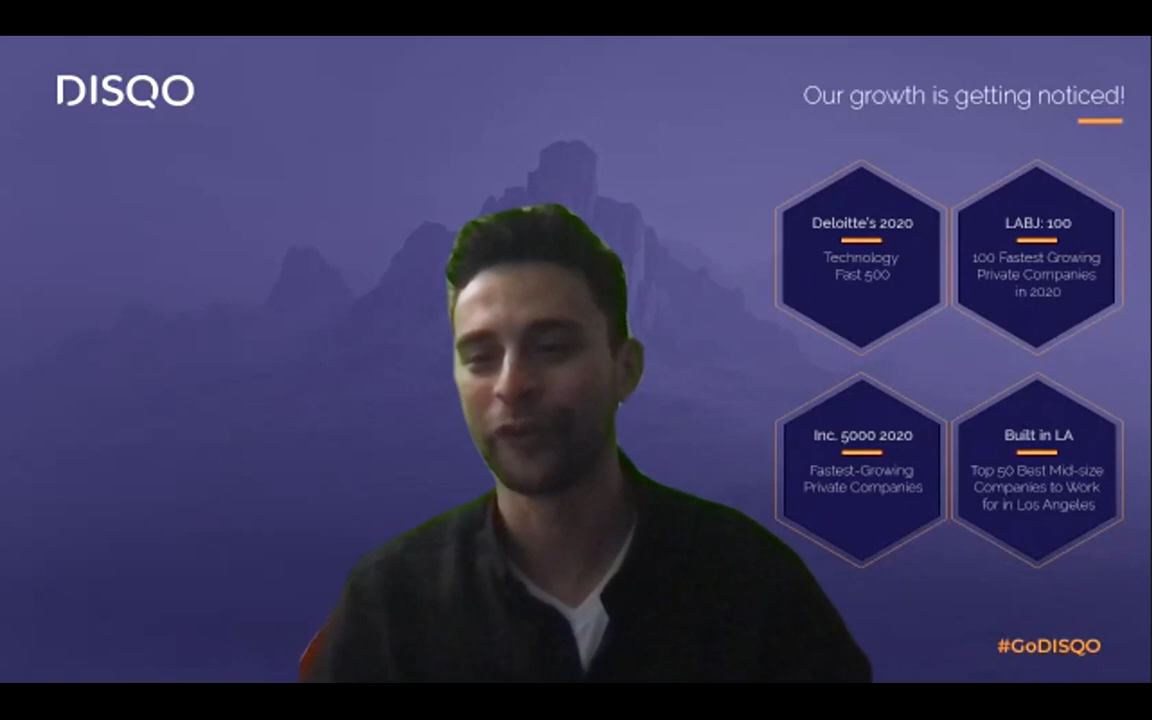 DISQO
Our growth is getting noticed!
Deloitte's 2020
Technology
Fast 500
LABJ: 100
100 Fastest Growing
Private Companies
in 2020
Inc. 5000 2020
Fastest-Growing
Private Companies
Built in LA
Top 50 Best Mid-size
Companies to Work
for in Los Angeles
#GoDISQO